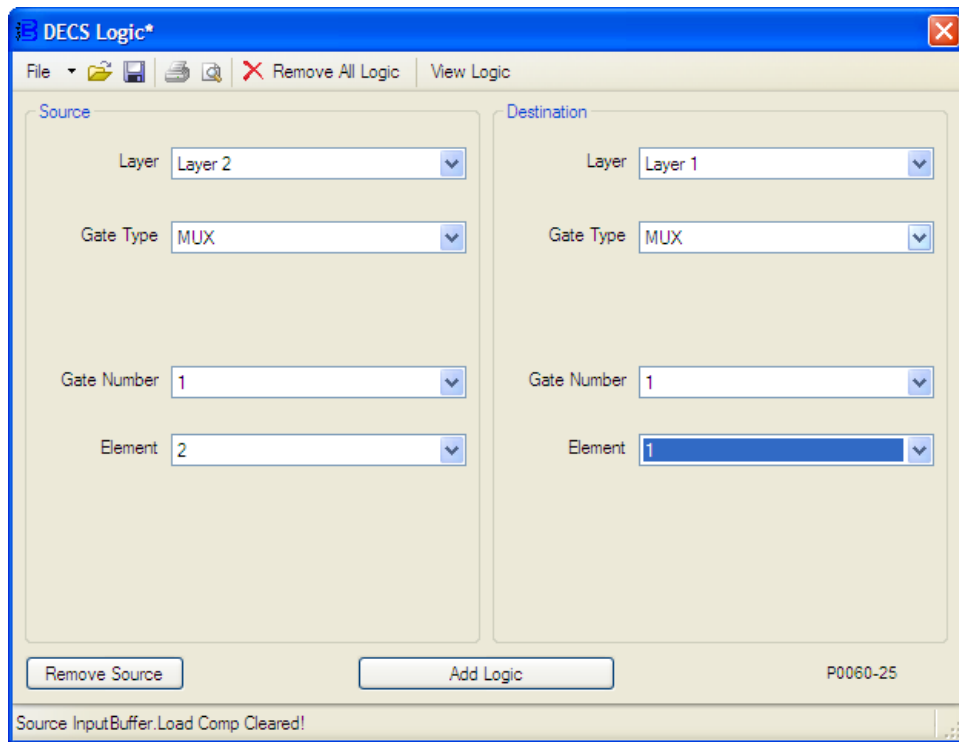 DECS Logic*
File Remove All Logic View Logic
Source
Layer Layer 2
Gate Type MUX
Gate Number 1
Element 2
Destination
Layer Layer 1
Gate Type MUX
Gate Number 1
Element 1
Remove Source Add Logic P0060-25
Source InputBuffer.Load Comp Cleared!